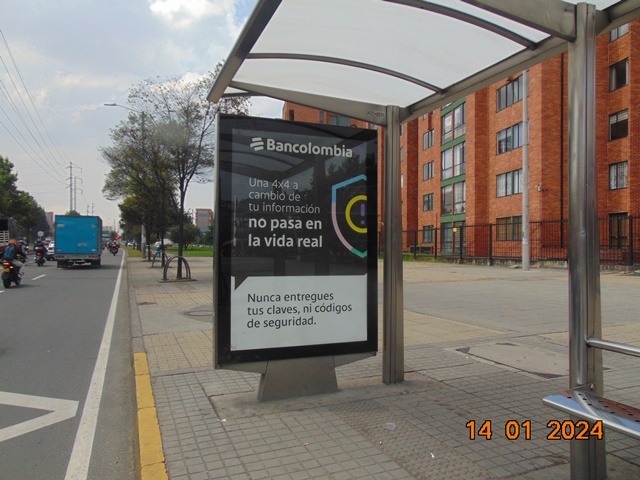 Bancolombia
Una 4x4 a
cambio de
tu información
no pasa en
la vida real
Nunca entregues
tus claves, ni códigos
de seguridad.
14 01 2024